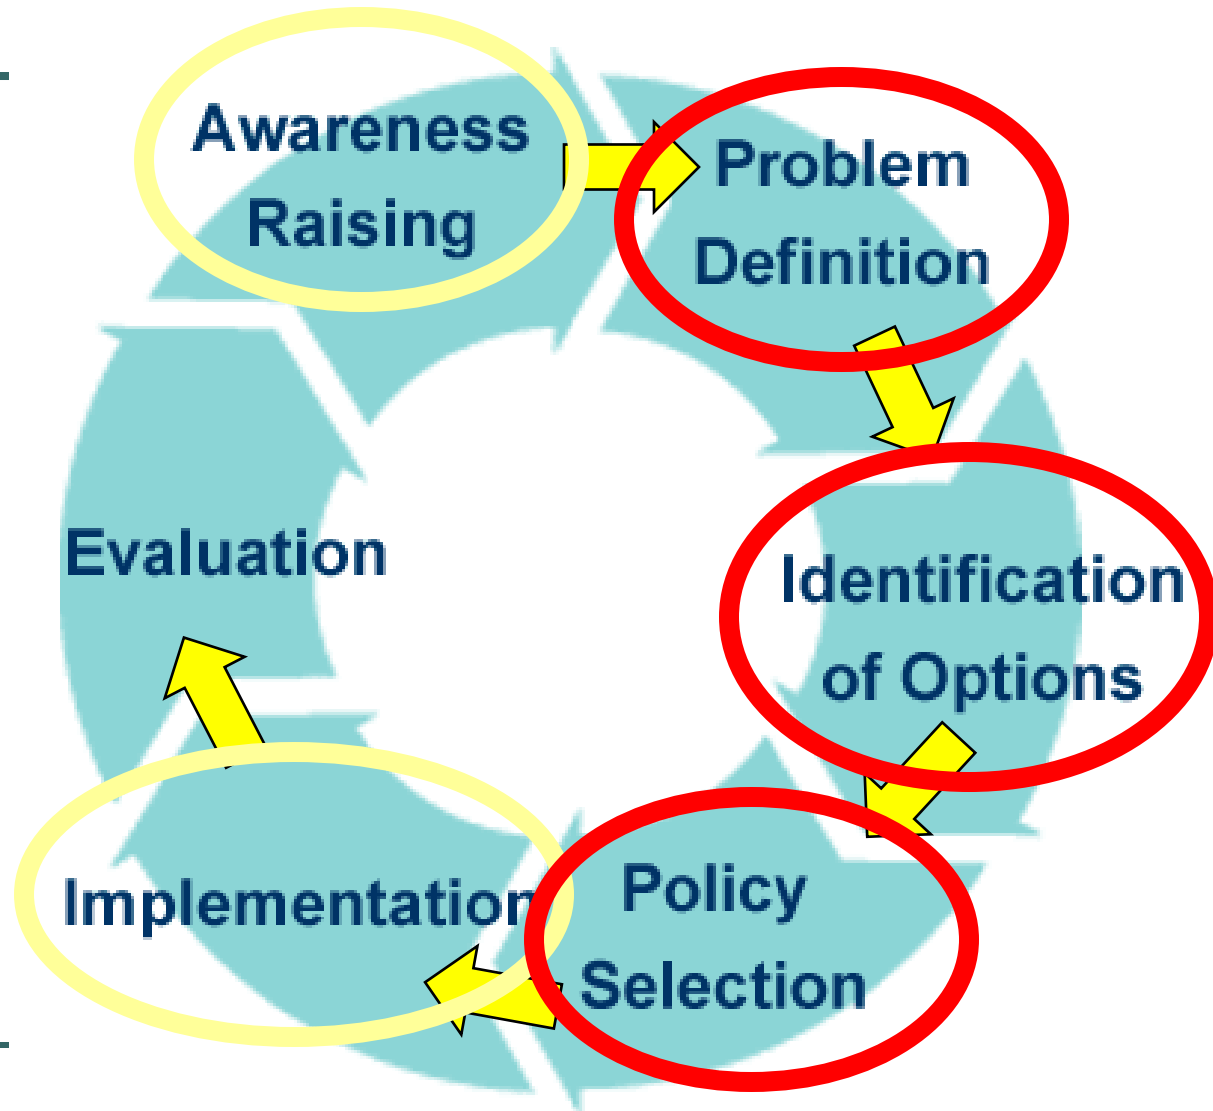 Awareness
Raising
Problem
Definition
Identification
of Options
Policy
Selection
Implementation
Evaluation